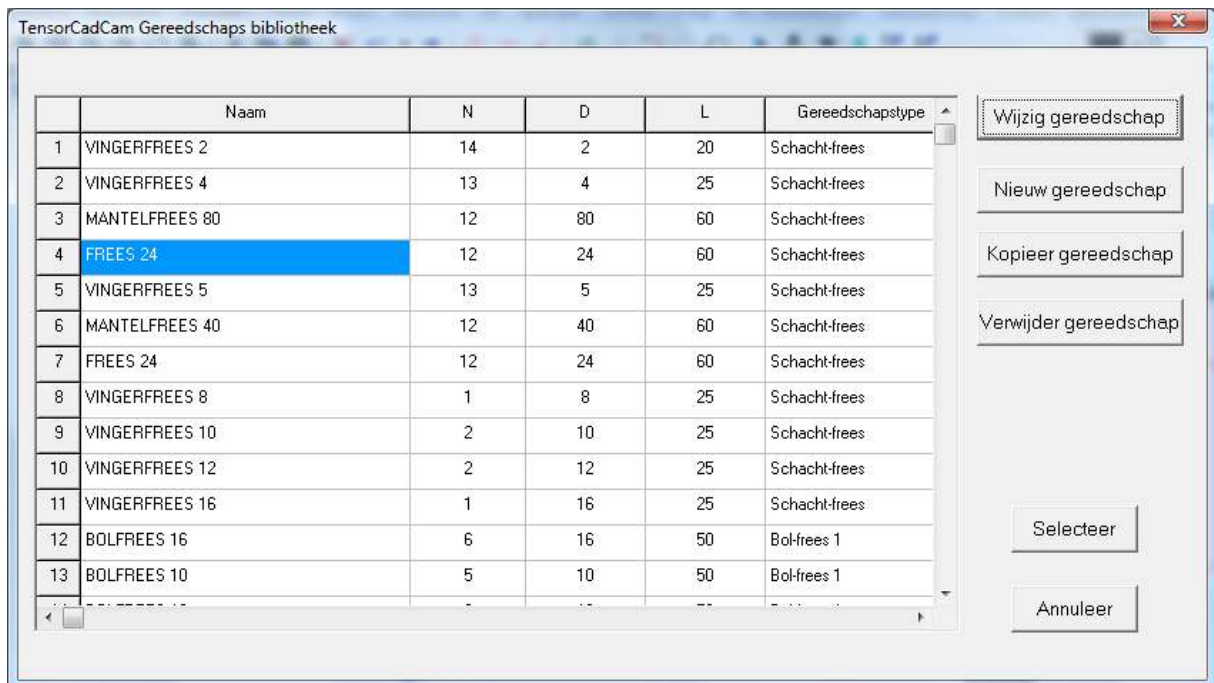 TensorCadCam Gereedschaps bibliotheek
Naam N D L Gereedschapstype
1 VINGERFREES 2 14 2 20 Schacht-frees
2 VINGERFREES 4 13 4 25 Schacht-frees
3 MANTELFREES 80 12 80 60 Schacht-frees
4 FREES 24 12 24 60 Schacht-frees
5 VINGERFREES 5 13 5 25 Schacht-frees
6 MANTELFREES 40 12 40 60 Schacht-frees
7 FREES 24 12 24 60 Schacht-frees
8 VINGERFREES 8 1 8 25 Schacht-frees
9 VINGERFREES 10 2 10 25 Schacht-frees
10 VINGERFREES 12 2 12 25 Schacht-frees
11 VINGERFREES 16 1 16 25 Schacht-frees
12 BOLFREES 16 6 16 50 Bol-frees 1
13 BOLFREES 10 5 10 50 Bol-frees 1
Wijzig gereedschap
Nieuw gereedschap
Kopieer gereedschap
Verwijder gereedschap
Selecteer
Annuleer